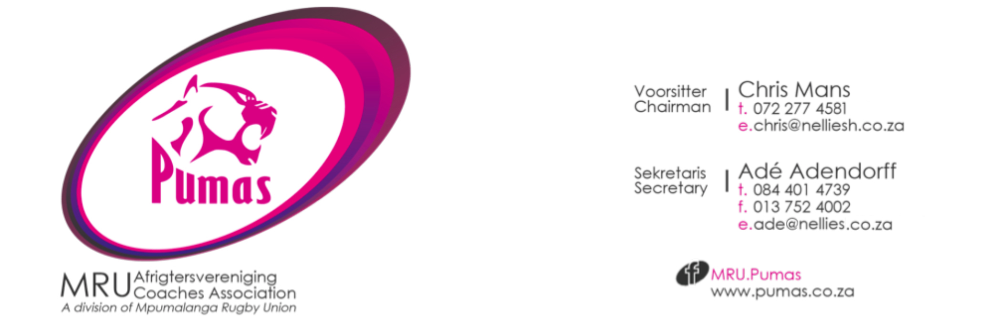 Pumas
MRU Afrigtersvereniging
Coaches Association
A division of Mpumalanga Rugby Union
Voorsitter
Chairman
Chris Mans
t. 072 277 4581
e.chris@nelliesh.co.za
Sekretaris
Secretary
Adé Adendorff
t. 084 401 4739
f. 013 752 4002
e.ade@nellies.co.za
f MRU.Pumas
www.pumas.co.za